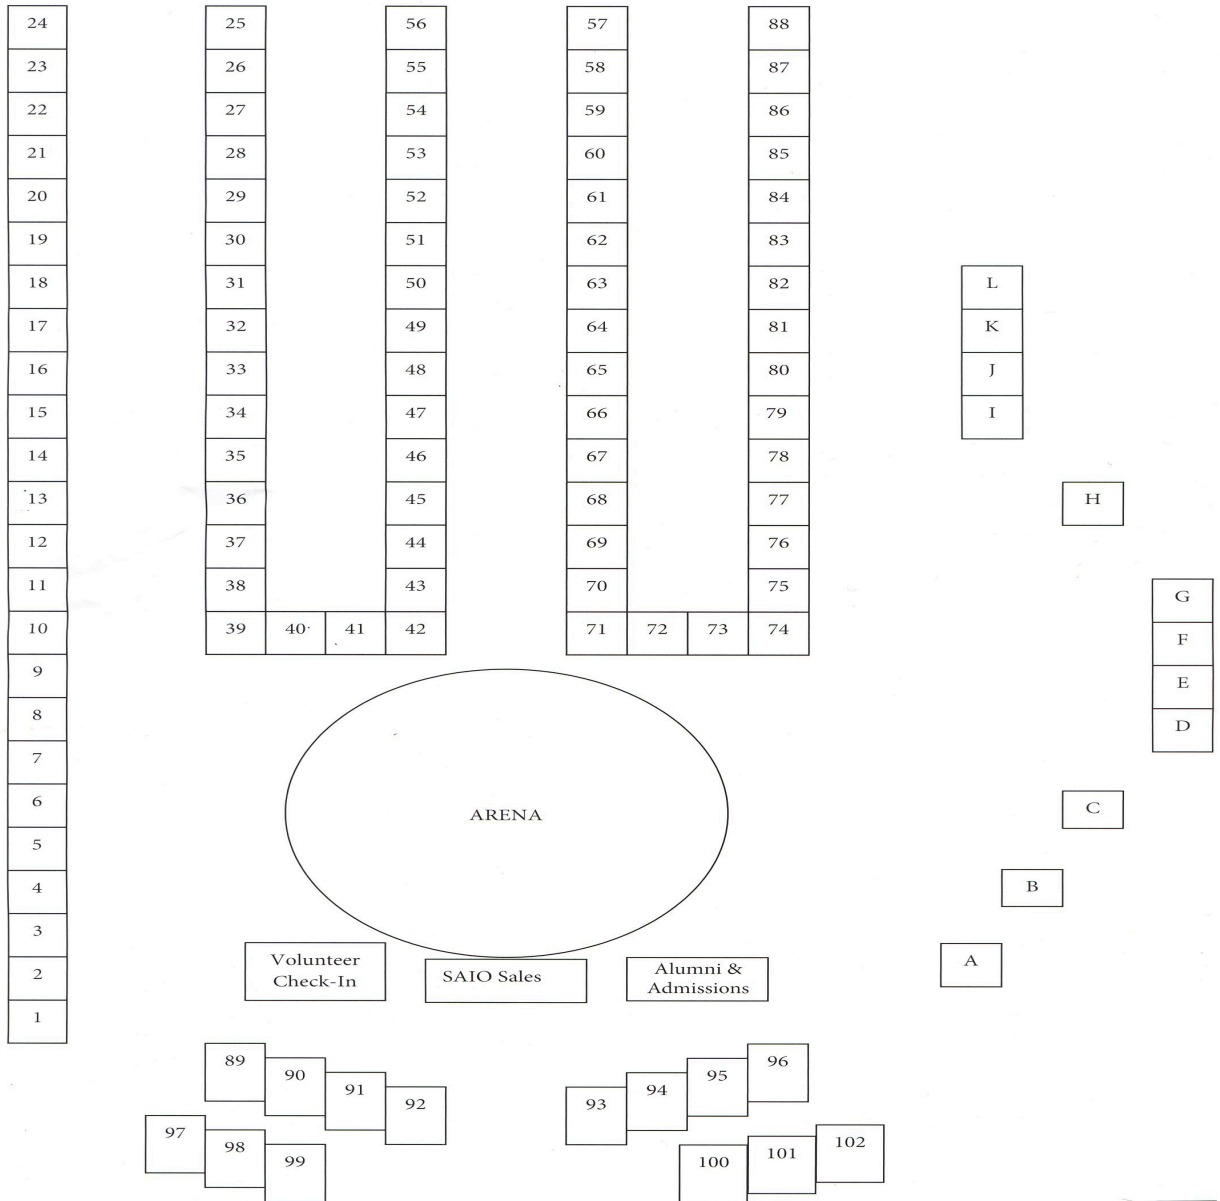 24 25 56 57 88
23 26 55 58 87
22 27 54 59 86
21 28 53 60 85
20 29 52 61 84
19 30 51 62 83
18 31 50 63 82 L
17 32 49 64 81 K
16 33 48 65 80 J
15 34 47 66 79 I
14 35 46 67 78
13 36 45 68 77 H
12 37 44 69 76
11 38 43 70 75 G
10 39 40 41 42 71 72 73 74 F
9 E
8 D
7
6 C
ARENA
5
4 B
3
Volunteer
Check-In
SAIO Sales
Alumni &
Admissions
A
2
1
89 90 91 92 93 94 95 96
97 98 99 100 101 102